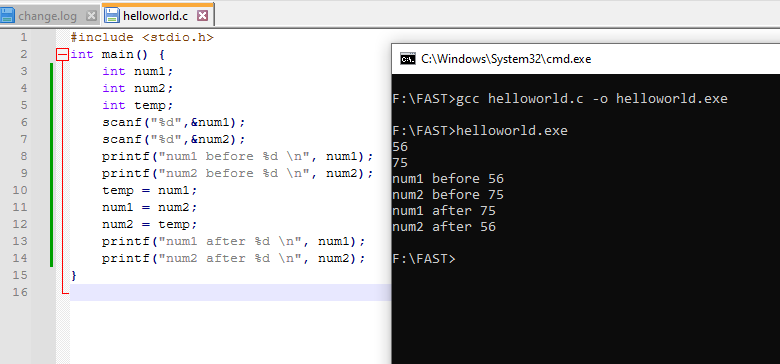 change.log helloworld.c
1 #include <stdio.h>
2 int main() {
3 int num1;
4 int num2;
5 int temp;
6 scanf("%d",&num1);
7 scanf("%d",&num2);
8 printf("num1 before %d \n", num1);
9 printf("num2 before %d \n", num2);
10 temp = num1;
11 num1 = num2;
12 num2 = temp;
13 printf("num1 after %d \n", num1);
14 printf("num2 after %d \n", num2);
15 }
16
C:\Windows\System32\cmd.exe
F:\FAST>gcc helloworld.c -o helloworld.exe
F:\FAST>helloworld.exe
56
75
num1 before 56
num2 before 75
num1 after 75
num2 after 56
F:\FAST>